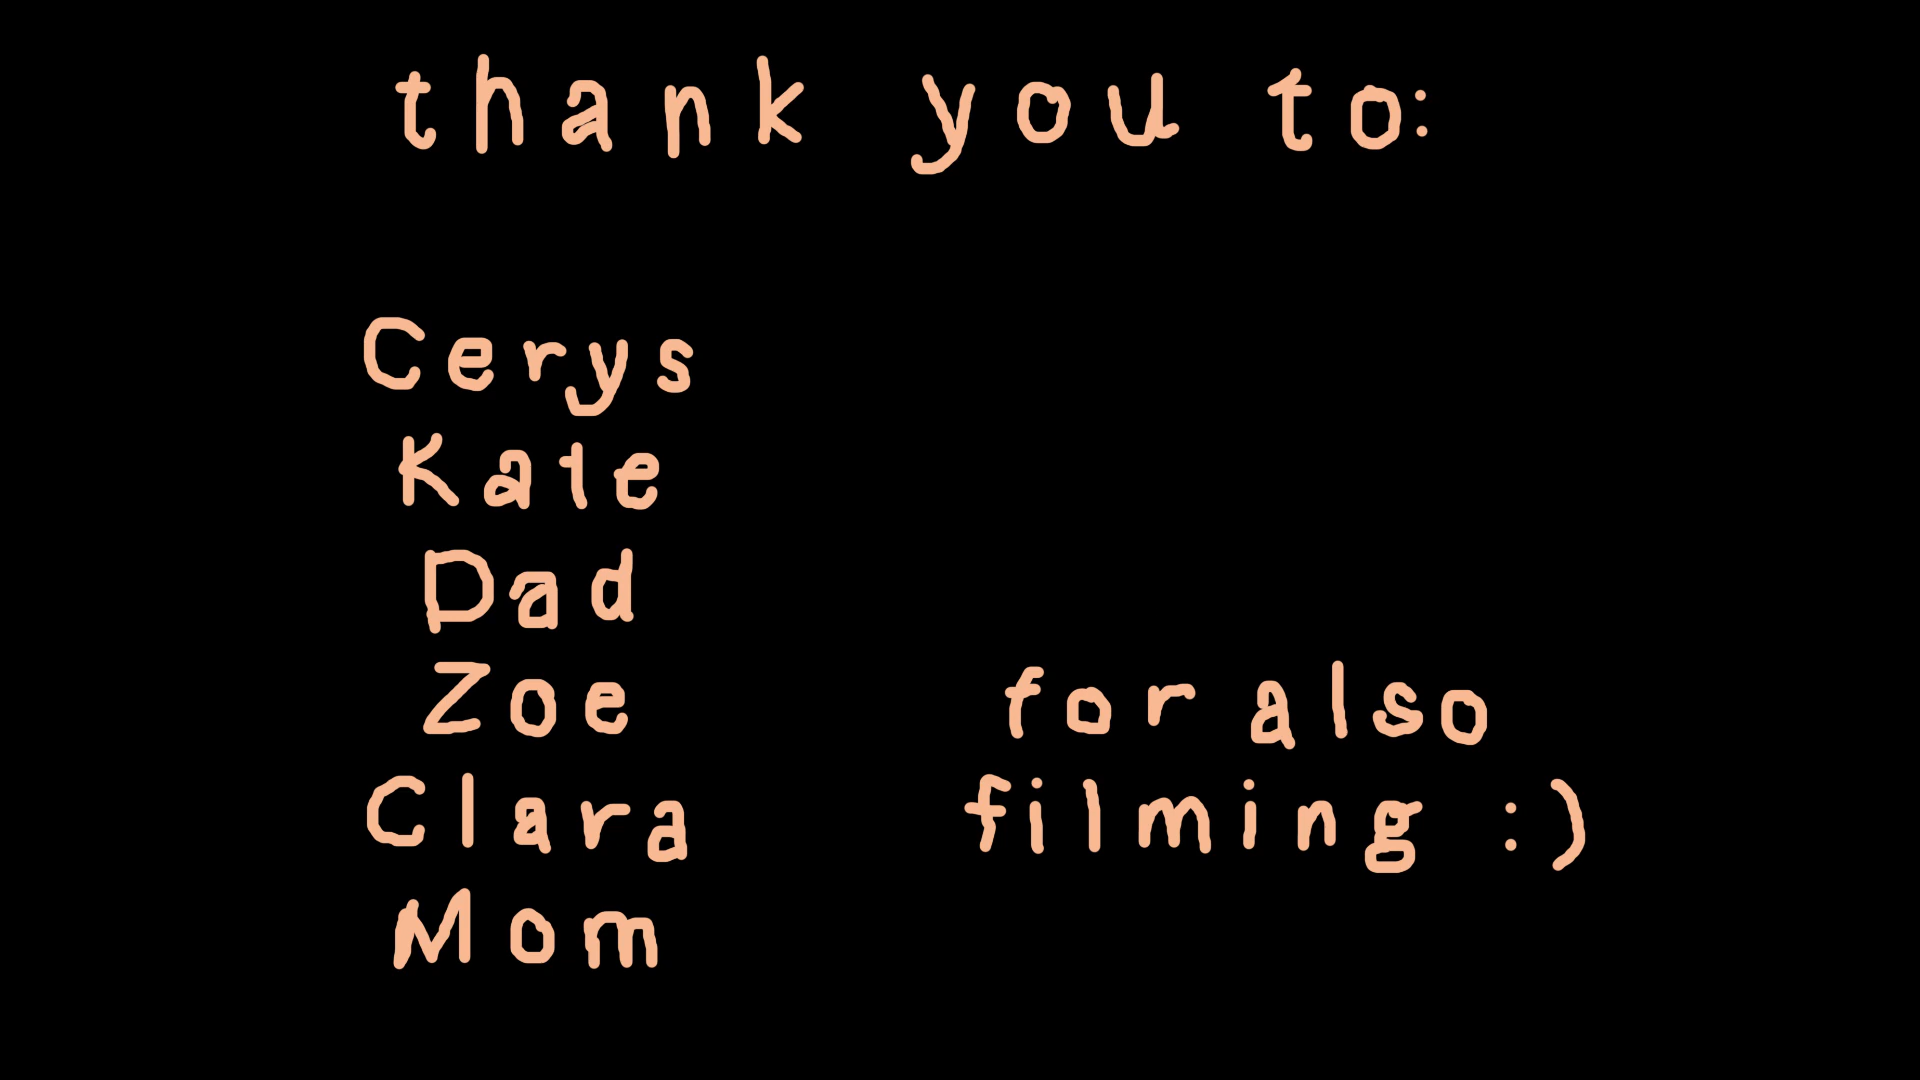 thank you to:
Cerys
Kate
Dad
Zoe
Clara
Mom
for also
filming :)